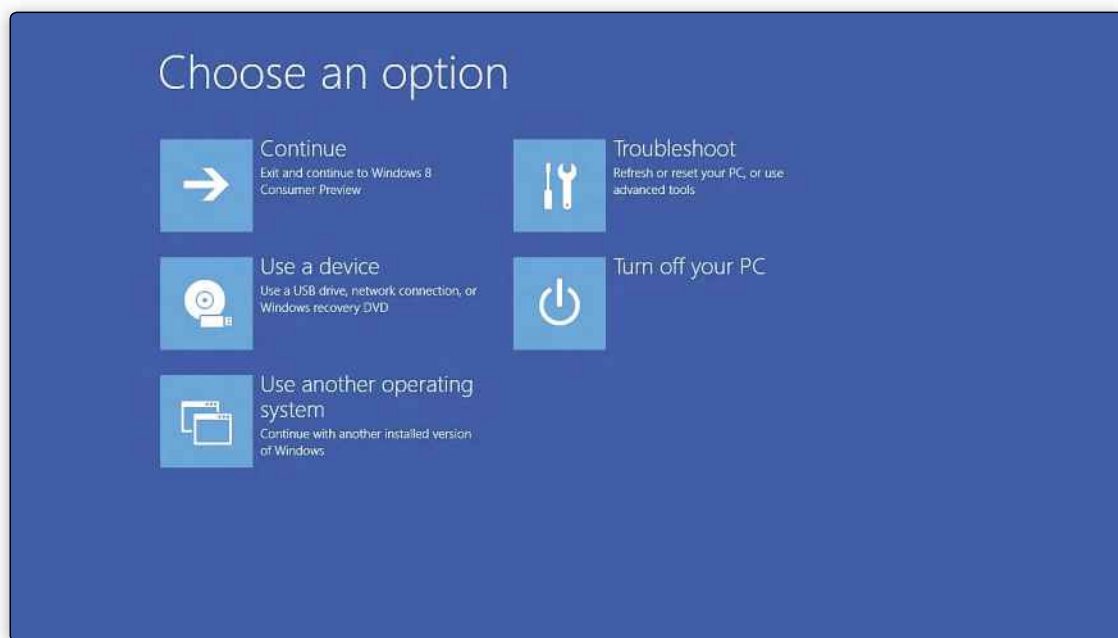 Choose an option
Continue
Exit and continue to Windows 8
Consumer Preview
Use a device
Use a USB drive, network connection, or
Windows recovery DVD
Use another operating
system
Continue with another installed version
of Windows
Troubleshoot
Refresh or reset your PC, or use
advanced tools
Turn off your PC